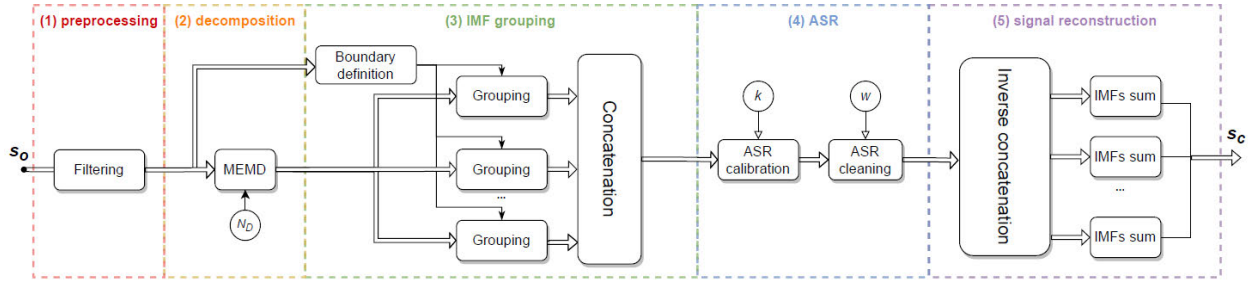 (1) preprocessing
(2) decomposition
(3) IMF grouping
(4) ASR
(5) signal reconstruction
s_o
Filtering
MEMD
N_D
Boundary
definition
Grouping
Grouping
...
Grouping
Concatenation
k
w
ASR
calibration
ASR
cleaning
Inverse concatenation
IMFs sum
IMFs sum
...
IMFs sum
s_c